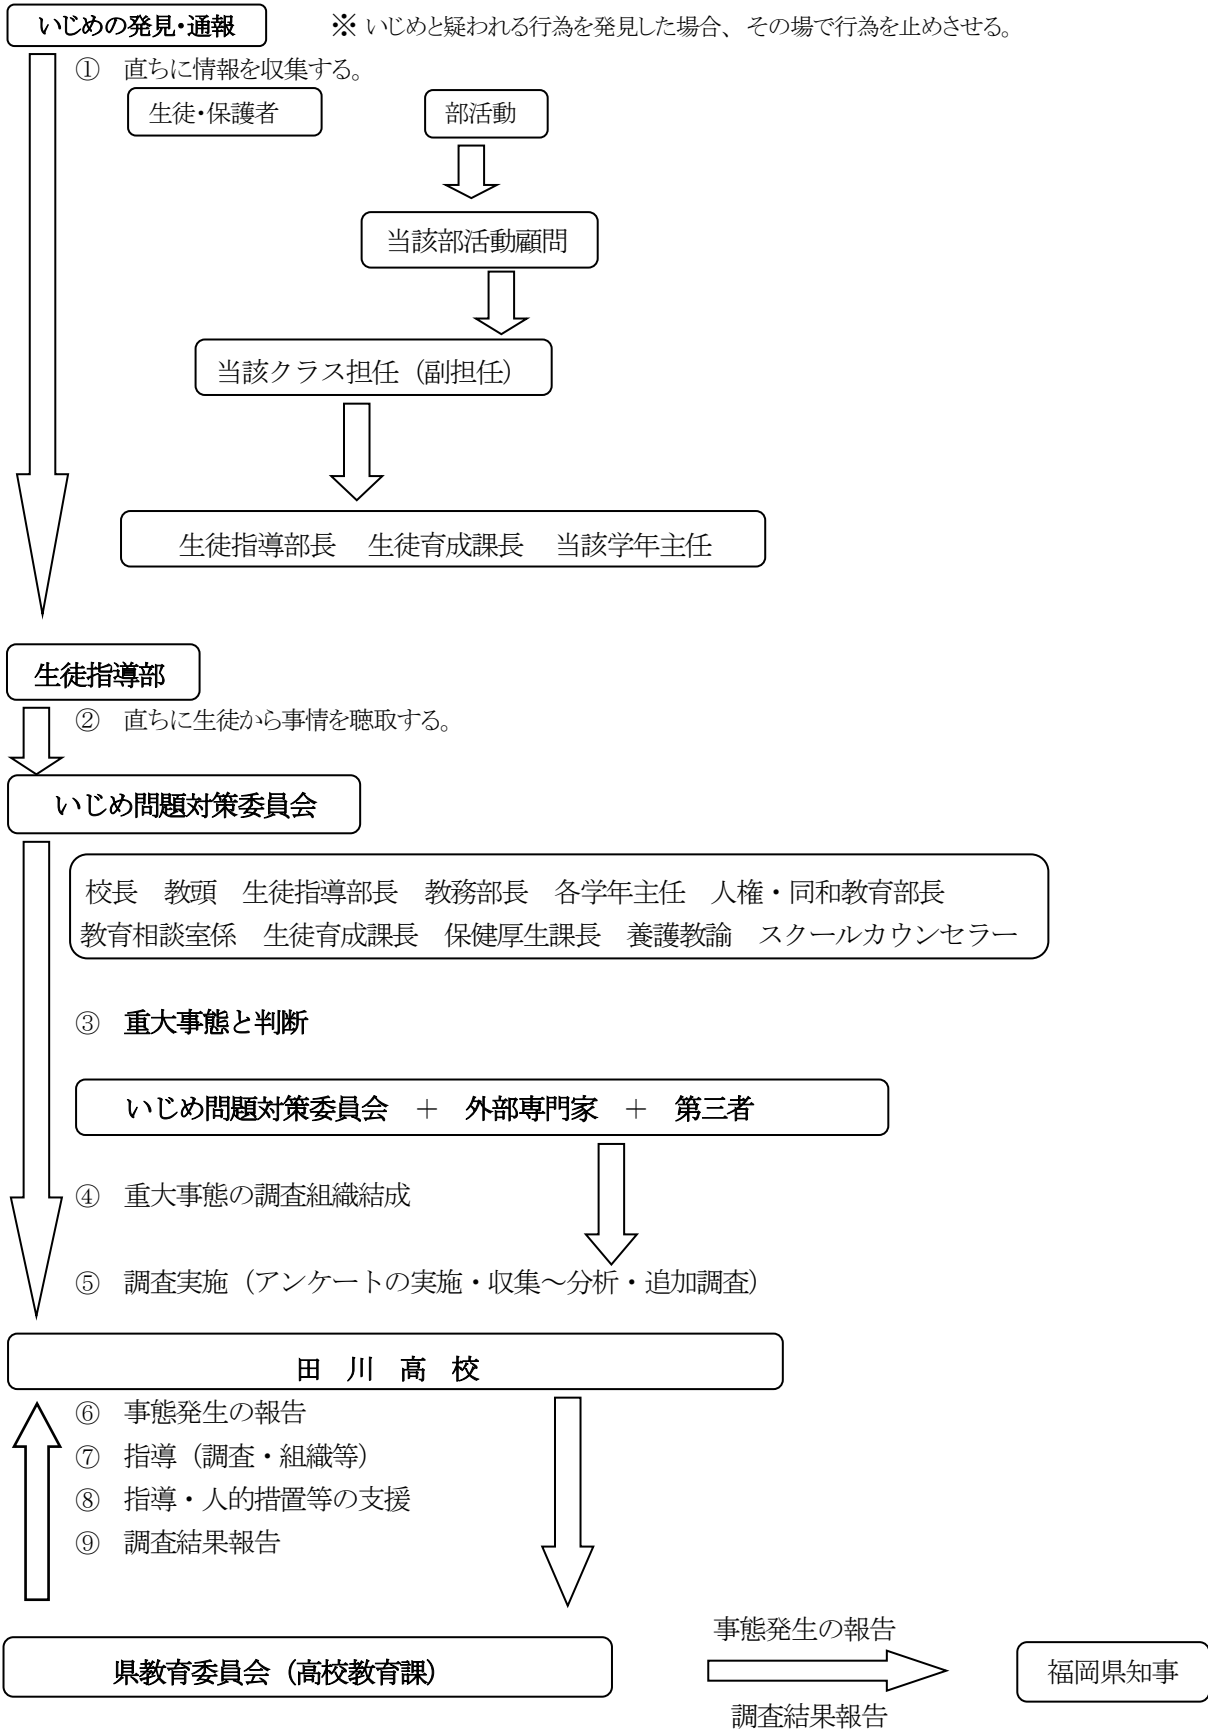 いじめの発見・通報　※ いじめと疑われる行為を発見した場合、その場で行為を止めさせる。
①　直ちに情報を収集する。
生徒・保護者　部活動
当該部活動顧問
当該クラス担任（副担任）
生徒指導部長　生徒育成課長　当該学年主任
生徒指導部
②　直ちに生徒から事情を聴取する。
いじめ問題対策委員会
校長　教頭　生徒指導部長　教務部長　各学年主任　人権・同和教育部長
教育相談室係　生徒育成課長　保健厚生課長　養護教諭　スクールカウンセラー
③　重大事態と判断
いじめ問題対策委員会　＋　外部専門家　＋　第三者
④　重大事態の調査組織結成
⑤　調査実施（アンケートの実施・収集～分析・追加調査）
田　川　高　校
⑥　事態発生の報告
⑦　指導（調査・組織等）
⑧　指導・人的措置等の支援
⑨　調査結果報告
事態発生の報告
県教育委員会（高校教育課）　福岡県知事
調査結果報告